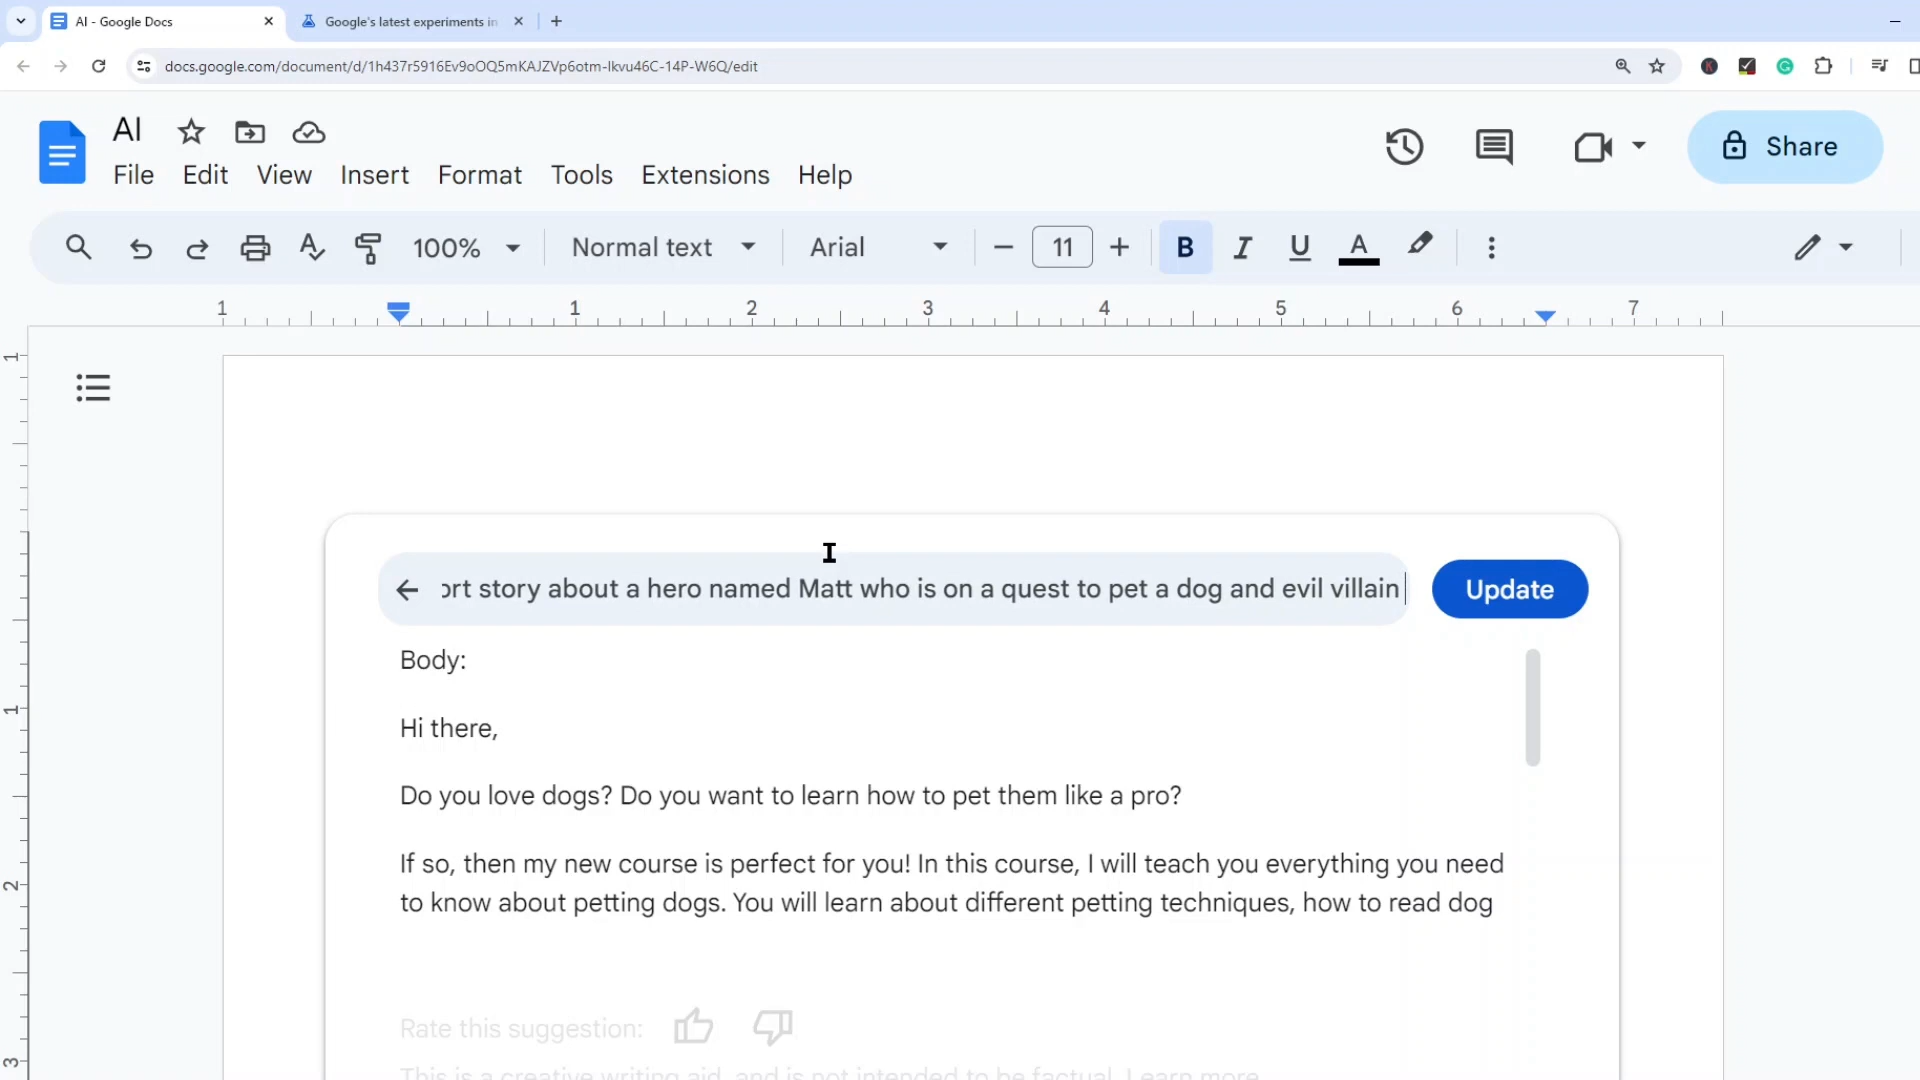 AI - Google Docs
Google's latest experiments in
docs.google.com/document/d/1h437r5916Ev9oOQ5mKAJZVp6otm-lkvu46C-14P-W6Q/edit
AI
File Edit View Insert Format Tools Extensions Help
Share
100% Normal text Arial 11 B I U A
1 1 2 3 4 5 6 7
1
ort story about a hero named Matt who is on a quest to pet a dog and evil villain
Update
Body:
1
Hi there,
Do you love dogs? Do you want to learn how to pet them like a pro?
If so, then my new course is perfect for you! In this course, I will teach you everything you need
2
to know about petting dogs. You will learn about different petting techniques, how to read dog
Rate this suggestion:
3
This is a creative writing aid, and is not intended to be factual. Learn more